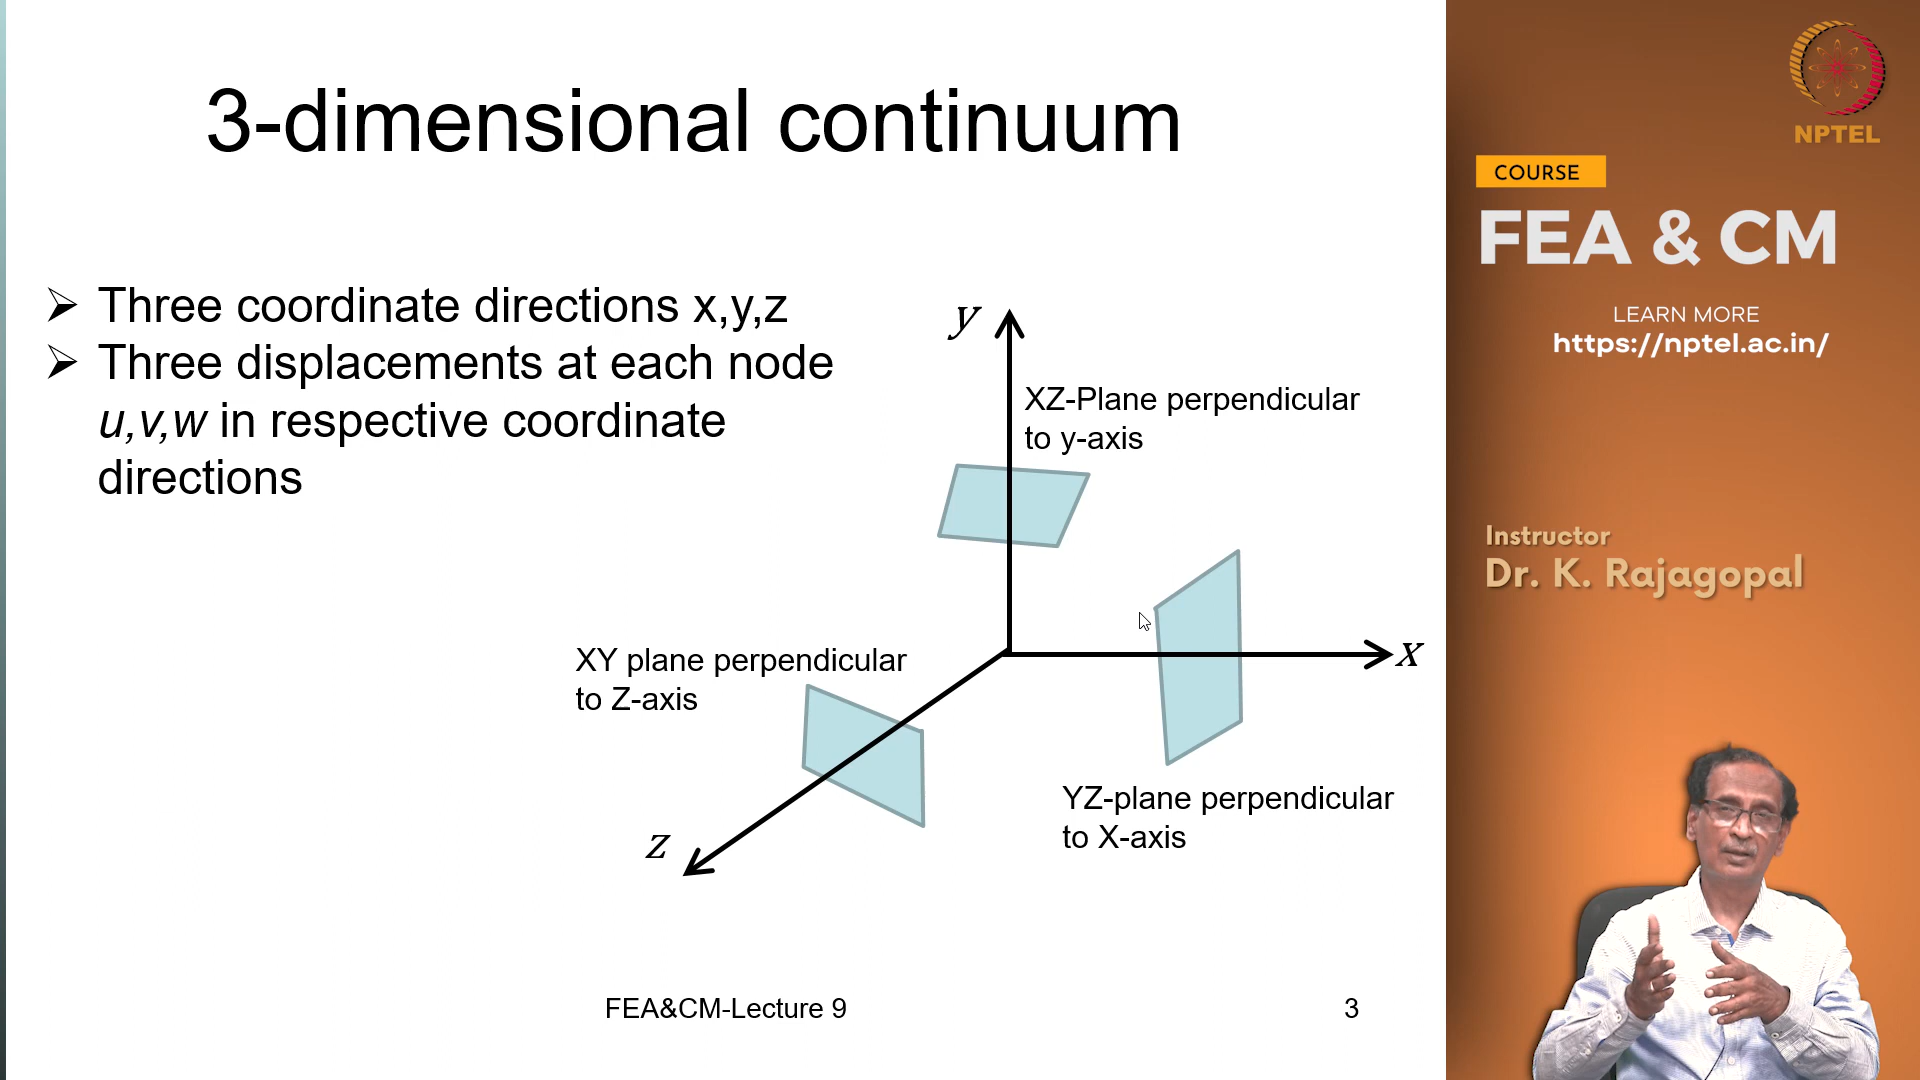 3-dimensional continuum
➢ Three coordinate directions x,y,z
➢ Three displacements at each node
u,v,w in respective coordinate
directions
y
XZ-Plane perpendicular
to y-axis
XY plane perpendicular
to Z-axis
x
YZ-plane perpendicular
to X-axis
z
FEA&CM-Lecture 9
3
NPTEL
COURSE
FEA & CM
LEARN MORE
https://nptel.ac.in/
Instructor
Dr. K. Rajagopal